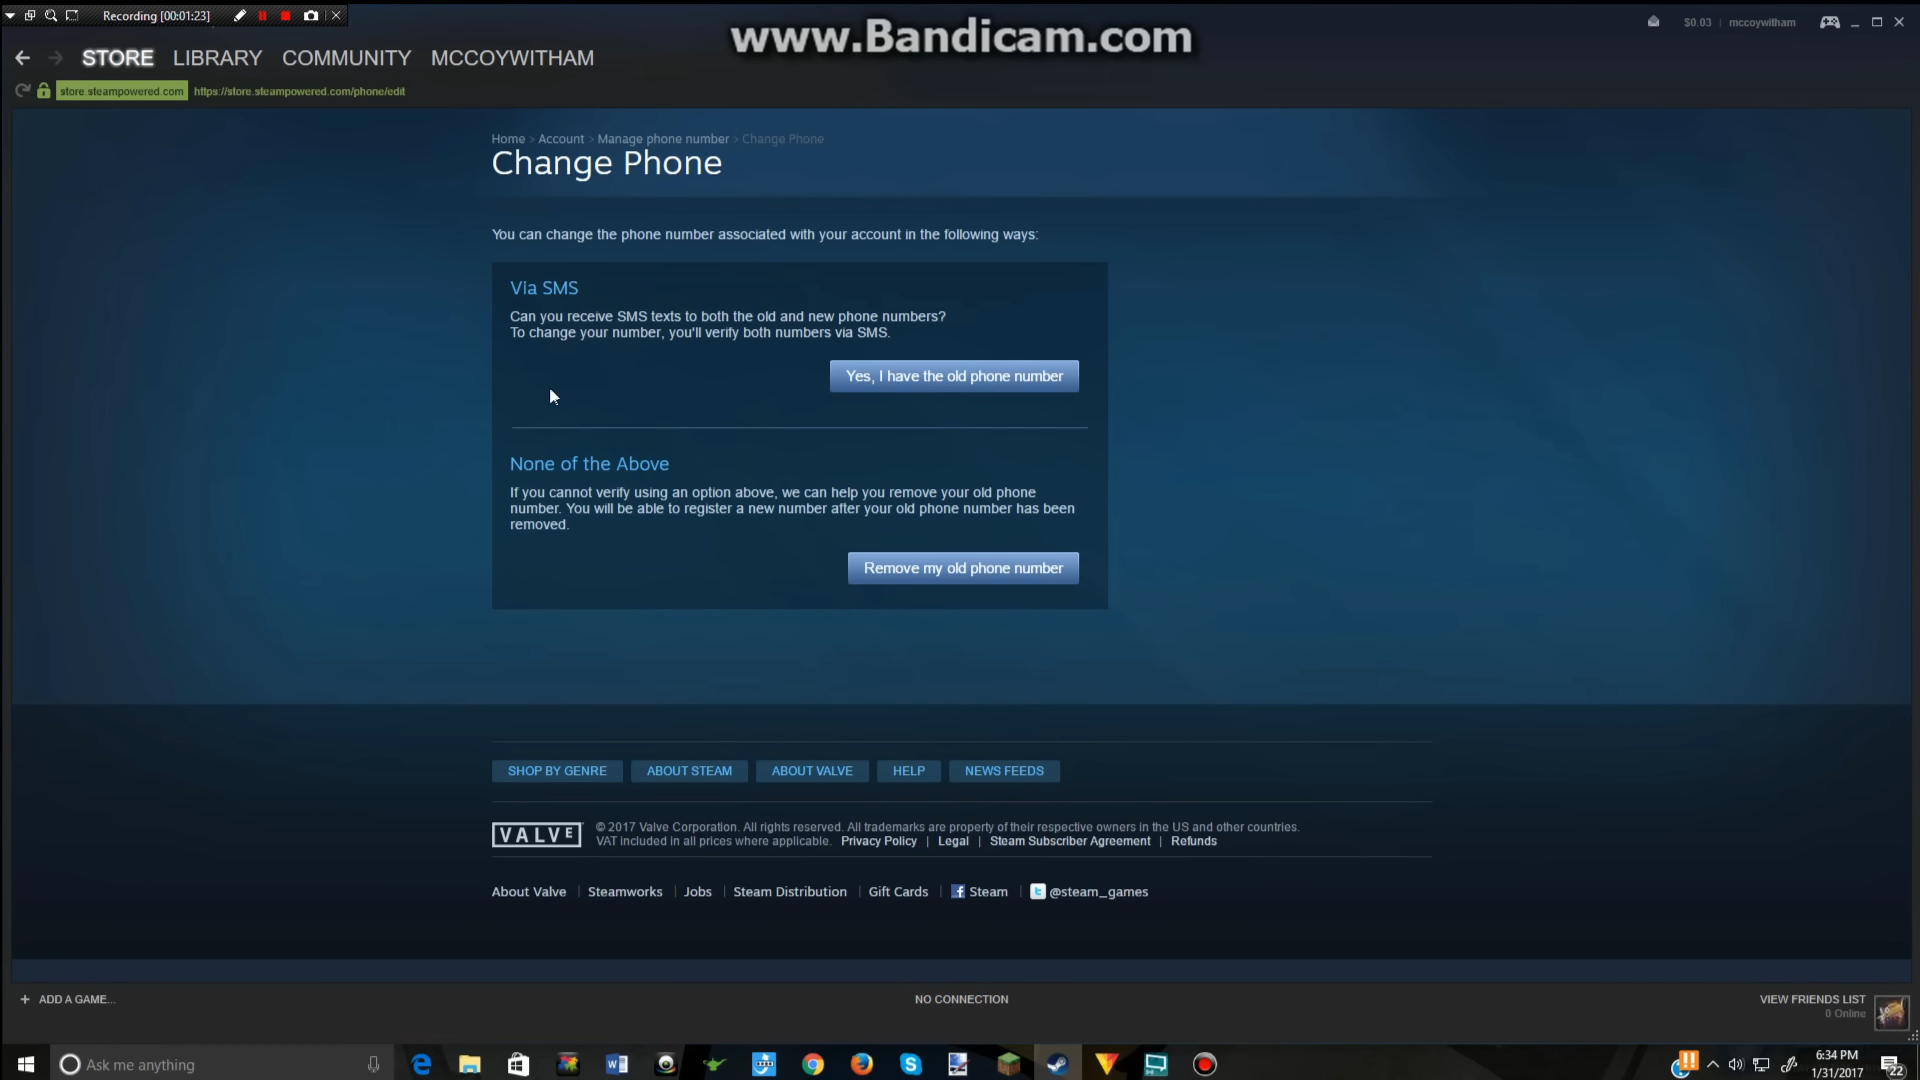 Recording [00:01:23]
www.Bandicam.com
$0.03 | mccoywitham
STORE LIBRARY COMMUNITY MCCOYWITHAM
store.steampowered.com https://store.steampowered.com/phone/edit
Home > Account > Manage phone number > Change Phone
Change Phone
You can change the phone number associated with your account in the following ways:
Via SMS
Can you receive SMS texts to both the old and new phone numbers?
To change your number, you'll verify both numbers via SMS.
Yes, I have the old phone number
None of the Above
If you cannot verify using an option above, we can help you remove your old phone
number. You will be able to register a new number after your old phone number has been
removed.
Remove my old phone number
SHOP BY GENRE ABOUT STEAM ABOUT VALVE HELP NEWS FEEDS
VALVE
© 2017 Valve Corporation. All rights reserved. All trademarks are property of their respective owners in the US and other countries.
VAT included in all prices where applicable. Privacy Policy | Legal | Steam Subscriber Agreement | Refunds
About Valve | Steamworks | Jobs | Steam Distribution | Gift Cards | Steam | @steam_games
+ ADD A GAME...
NO CONNECTION
VIEW FRIENDS LIST
0 Online
Ask me anything
6:34 PM
1/31/2017
22